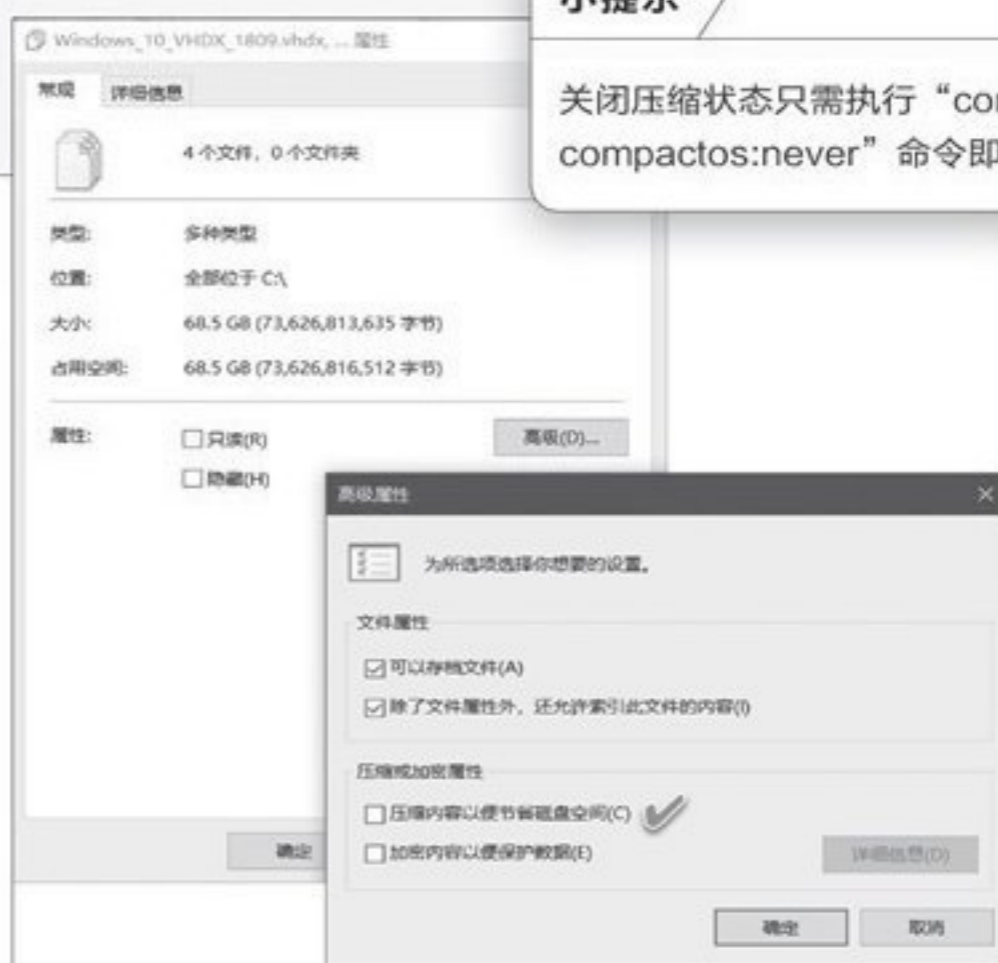 小提示
关闭压缩状态只需执行“com
compactos:never”命令即
Windows_10_VHDX_1809.vhdx, ... 属性
常规 详细信息
4 个文件，0 个文件夹
类型: 多种类型
位置: 全部位于 C:\
大小: 68.5 GB (73,626,813,635 字节)
占用空间: 68.5 GB (73,626,816,512 字节)
属性: 只读(R) 高级(D)...
隐藏(H)
高级属性
为所选项选择你想要的设置。
文件属性
可以存档文件(A)
除了文件属性外，还允许索引此文件的内容(I)
压缩或加密属性
压缩内容以便节省磁盘空间(C)
加密内容以便保护数据(E) 详细信息(D)
确定
确定 取消